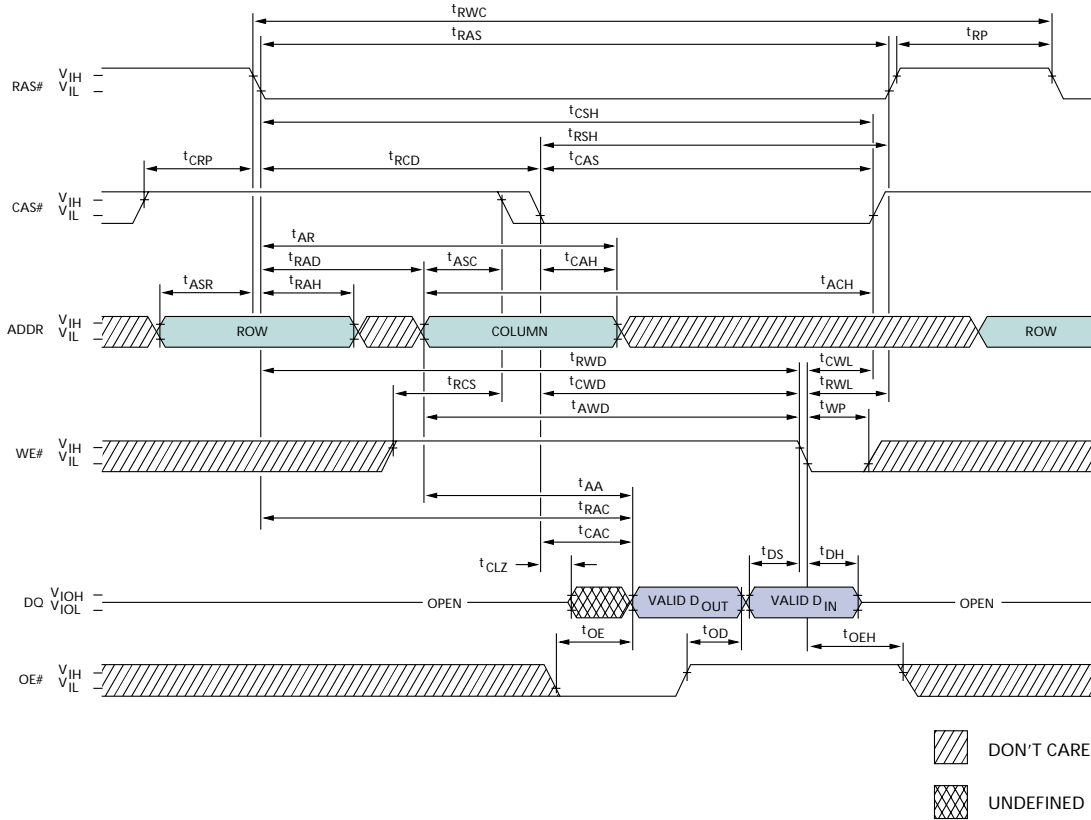 tRWC
tRAS tRP
RAS# VIH
VIL
tCSH
tRSH
tCRP tRCD tCAS
CAS# VIH
VIL
tAR
tRAD tASC tCAH
tASR tRAH tACH
ADDR VIH
VIL
ROW COLUMN ROW
tRWD tCWL
tRCS tCWD tRWL
tAWD tWP
WE# VIH
VIL
tAA
tRAC
tCAC
tCLZ tDS tDH
DQ VIOH
VIOL
OPEN VALID DOUT VALID DIN OPEN
tOE tOD tOEH
OE# VIH
VIL
DON'T CARE
UNDEFINED